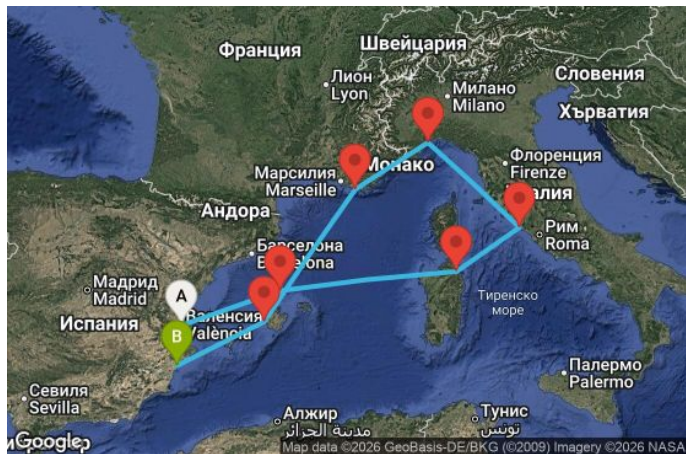 Франция
Швейцария
Словения
Лион
Lyon
Милано
Milano
Хърватия
Марсилия
Marseille
Монако
Флоренция
Firenze
Андора
Рим
Roma
Барселона
Мадрид
Madrid
A
Валенсия
València
Испания
B
Тиренско
море
Палермо
Palermo
Севиля
Sevilla
Алжир
مدينة الجزائر
Тунис
تونس
Google
Map data ©2026 GeoBasis-DE/BKG (©2009) Imagery ©2026 NASA